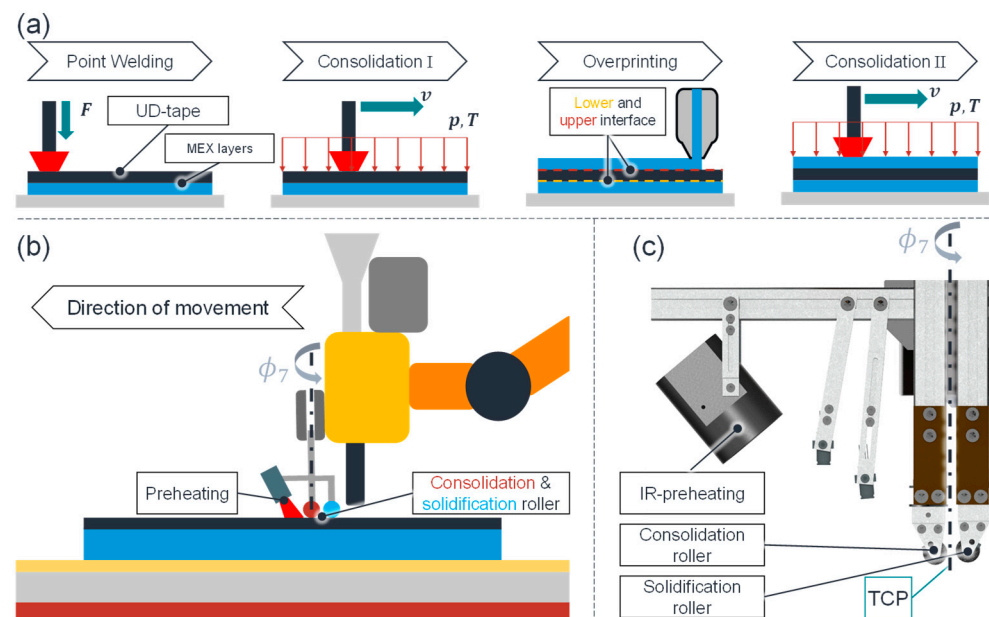 (a)
Point Welding
Consolidation I
Overprinting
Consolidation II
F
UD-tape
MEX layers
v
p, T
Lower and
upper interface
v
p, T
(b)
Direction of movement
ϕ7
Preheating
Consolidation &
solidification roller
(c)
ϕ7
IR-preheating
Consolidation
roller
Solidification
roller
TCP